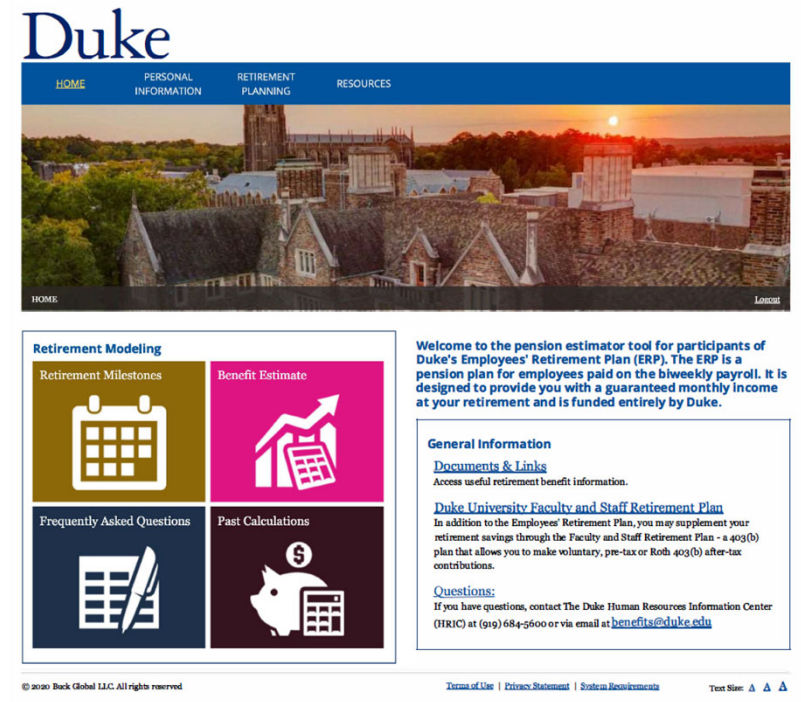 Duke
HOME
PERSONAL
INFORMATION
RETIREMENT
PLANNING
RESOURCES
HOME
Logout
Retirement Modeling
Retirement Milestones
Benefit Estimate
Frequently Asked Questions
Past Calculations
Welcome to the pension estimator tool for participants of
Duke's Employees' Retirement Plan (ERP). The ERP is a
pension plan for employees paid on the biweekly payroll. It is
designed to provide you with a guaranteed monthly income
at your retirement and is funded entirely by Duke.
General Information
Documents & Links
Access useful retirement benefit information.
Duke University Faculty and Staff Retirement Plan
In addition to the Employees' Retirement Plan, you may supplement your
retirement savings through the Faculty and Staff Retirement Plan - a 403(b)
plan that allows you to make voluntary, pre-tax or Roth 403(b) after-tax
contributions.
Questions:
If you have questions, contact The Duke Human Resources Information Center
(HRIC) at (919) 684-5600 or via email at benefits@duke.edu
© 2020 Buck Global LLC. All rights reserved
Terms of Use | Privacy Statement | System Requirements
Text Size: A A A